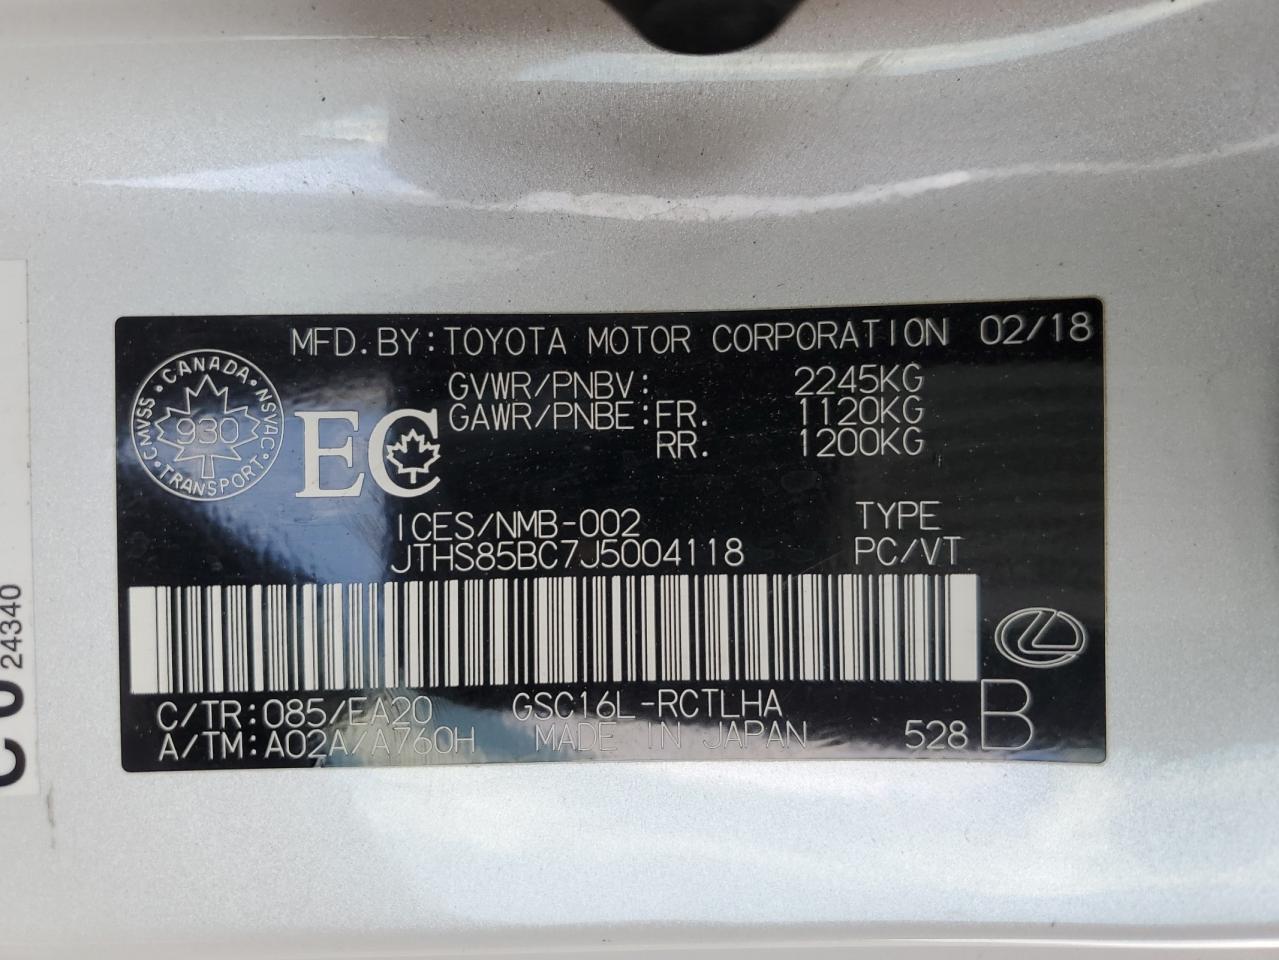 MFD. BY: TOYOTA MOTOR CORPORATION 02/18
GVWR/PNBV: 2245KG
GAWR/PNBE: FR. 1120KG
RR. 1200KG
CANADA
CMVSS NSVAC
930
TRANSPORT
EC
ICES/NMB-002 TYPE
JTHS85BC7J5004118 PC/VT
C/TR: 085/EA20 GSC16L-RCTLHA
A/TM: A02A/A760H MADE IN JAPAN 528 B
24340